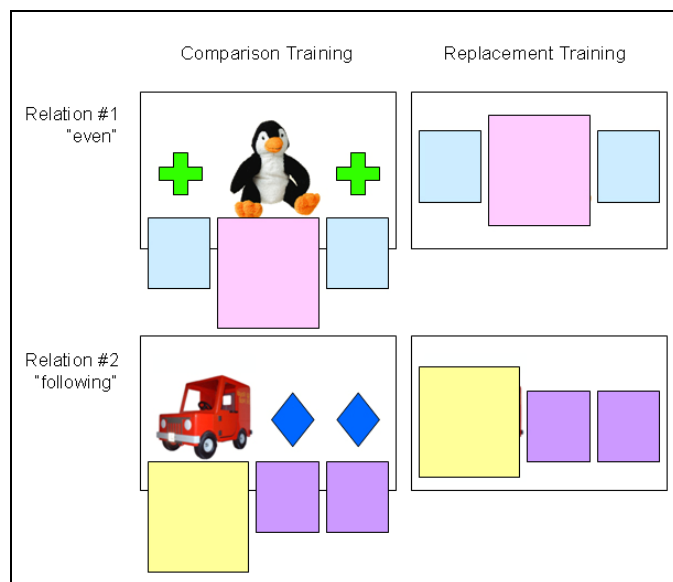 Comparison Training
Replacement Training
Relation #1
"even"
Relation #2
"following"